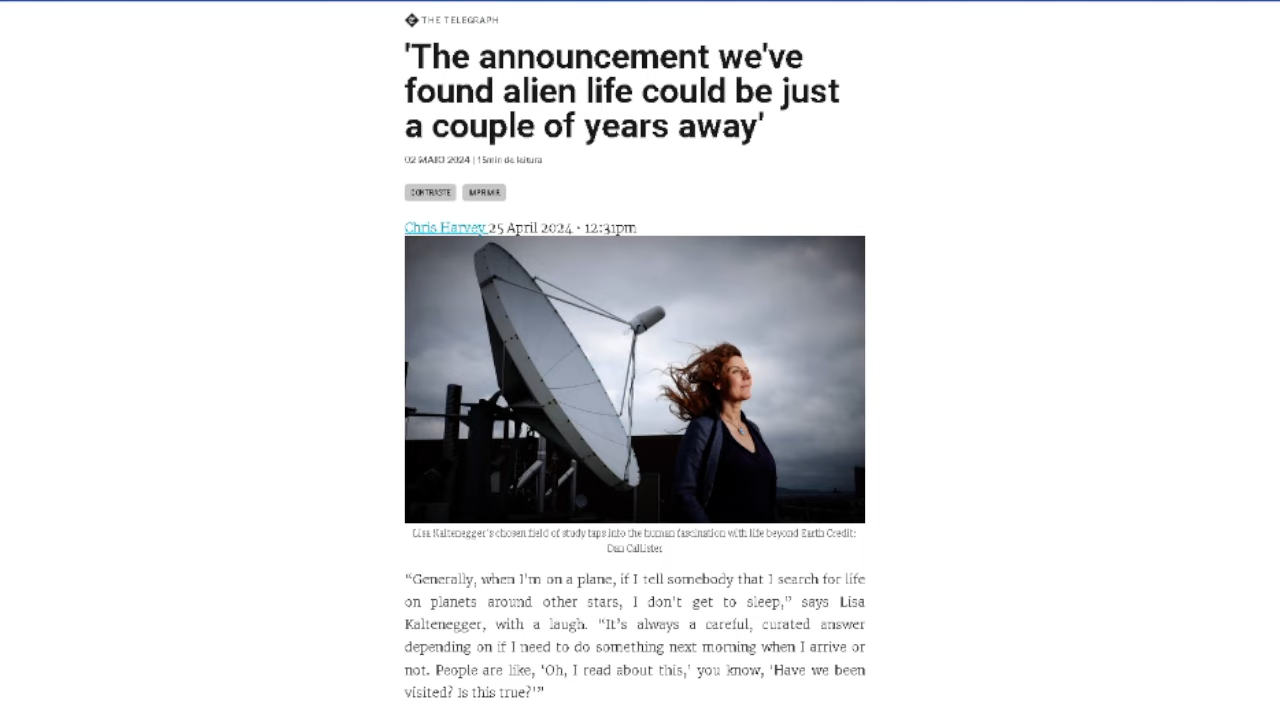 THE TELEGRAPH
'The announcement we've
found alien life could be just
a couple of years away'
02 MAIO 2024 | 15min de leitura
CONTRASTE IMPRIMIR
Chris Harvey 25 April 2024 • 12:31pm
Lisa Kaltenegger's chosen field of study taps into the human fascination with life beyond Earth Credit:
Dan Callister
“Generally, when I'm on a plane, if I tell somebody that I search for life
on planets around other stars, I don't get to sleep,” says Lisa
Kaltenegger, with a laugh. “It's always a careful, curated answer
depending on if I need to do something next morning when I arrive or
not. People are like, ‘Oh, I read about this,’ you know, ‘Have we been
visited? Is this true?’”